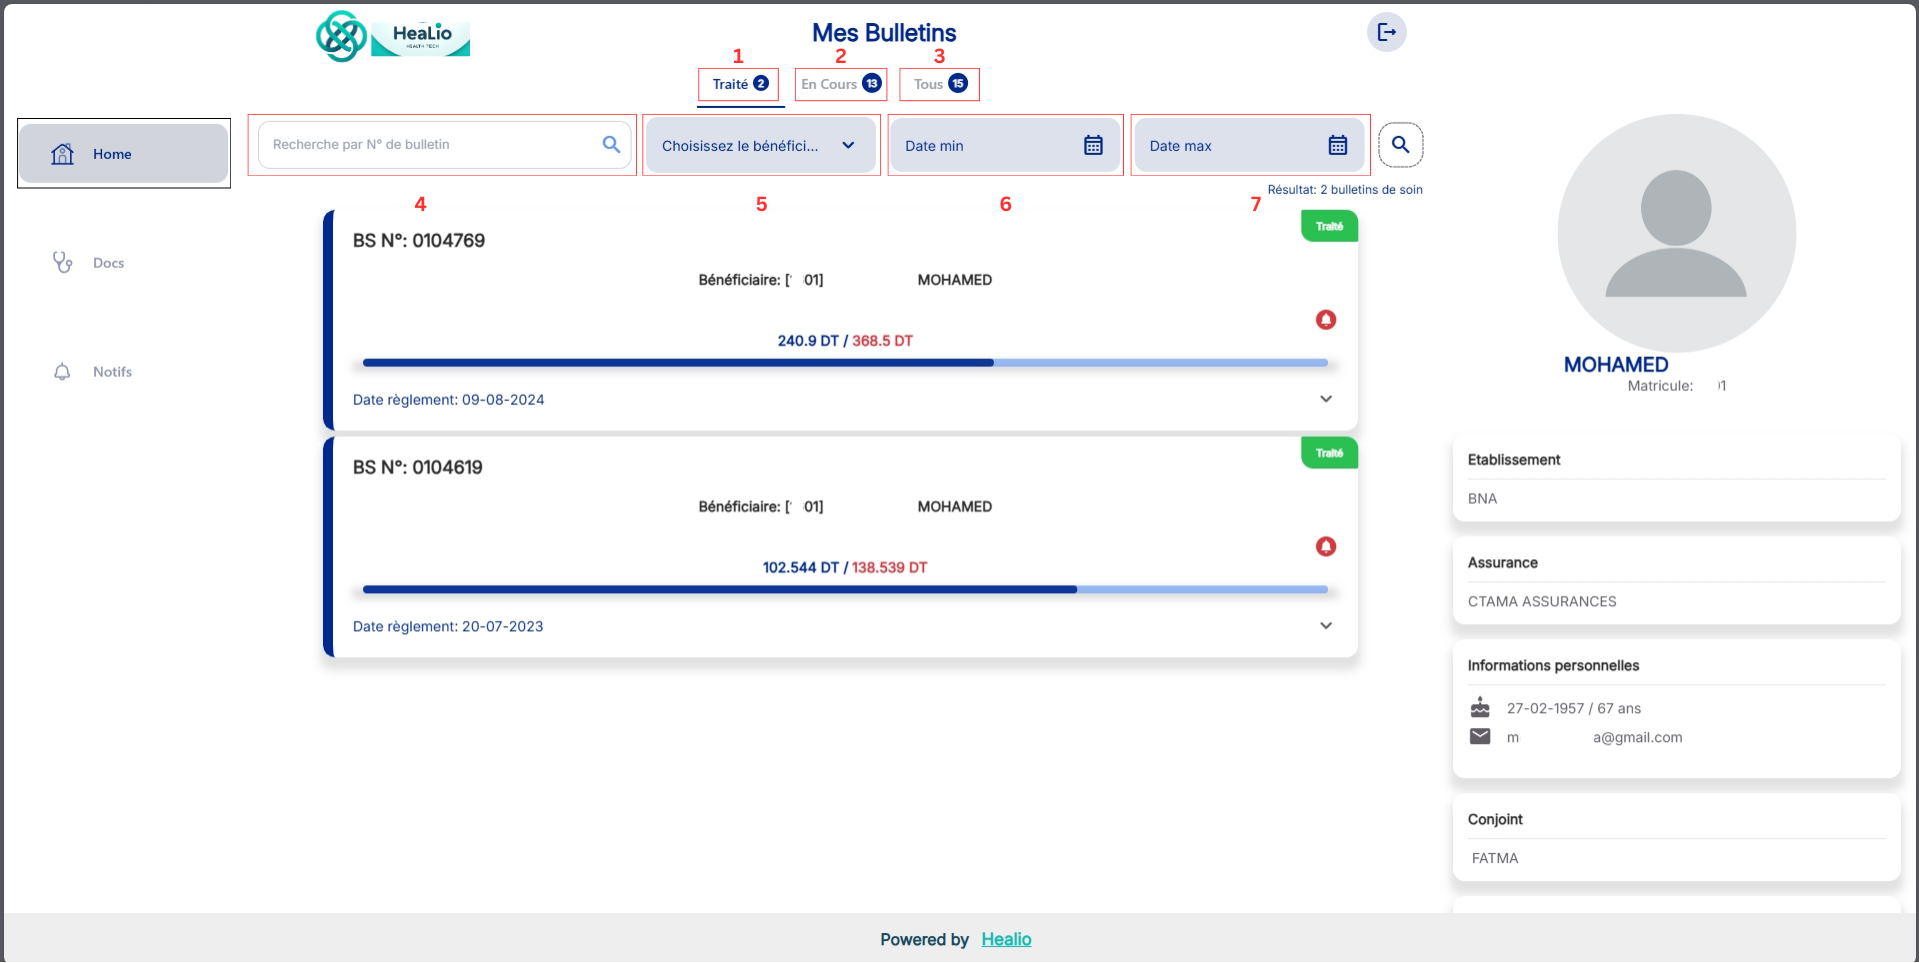 HeaLio
HEALTH TECH
Mes Bulletins
1
2
3
Traité 2
En Cours 13
Tous 15
Home
Docs
Notifs
Recherche par N° de bulletin
Choisissez le bénéfici...
Date min
Date max
Résultat: 2 bulletins de soin
4
5
6
7
BS N°: 0104769
Traité
Bénéficiaire: [ 01] MOHAMED
240.9 DT / 368.5 DT
Date règlement: 09-08-2024
BS N°: 0104619
Traité
Bénéficiaire: [ 01] MOHAMED
102.544 DT / 138.539 DT
Date règlement: 20-07-2023
MOHAMED
Matricule: 1
Etablissement
BNA
Assurance
CTAMA ASSURANCES
Informations personnelles
27-02-1957 / 67 ans
m a@gmail.com
Conjoint
FATMA
Powered by Healio